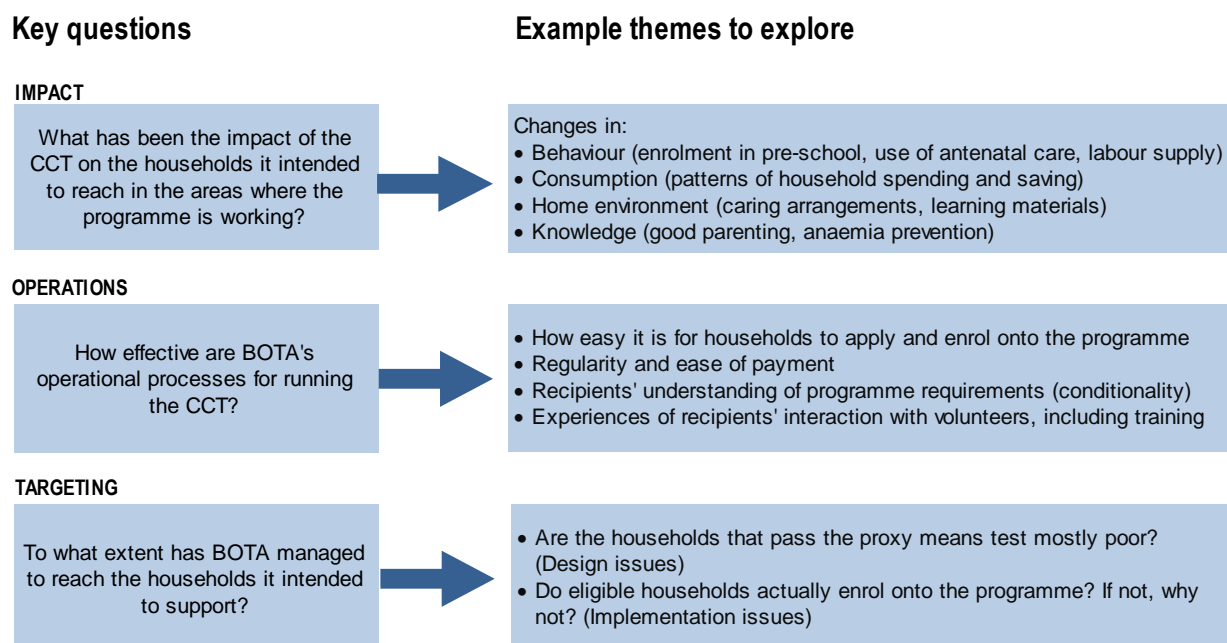 Key questions
Example themes to explore
IMPACT
What has been the impact of the
CCT on the households it intended
to reach in the areas where the
programme is working?
Changes in:
• Behaviour (enrolment in pre-school, use of antenatal care, labour supply)
• Consumption (patterns of household spending and saving)
• Home environment (caring arrangements, learning materials)
• Knowledge (good parenting, anaemia prevention)
OPERATIONS
How effective are BOTA's
operational processes for running
the CCT?
• How easy it is for households to apply and enrol onto the programme
• Regularity and ease of payment
• Recipients' understanding of programme requirements (conditionality)
• Experiences of recipients' interaction with volunteers, including training
TARGETING
To what extent has BOTA managed
to reach the households it intended
to support?
• Are the households that pass the proxy means test mostly poor?
(Design issues)
• Do eligible households actually enrol onto the programme? If not, why
not? (Implementation issues)